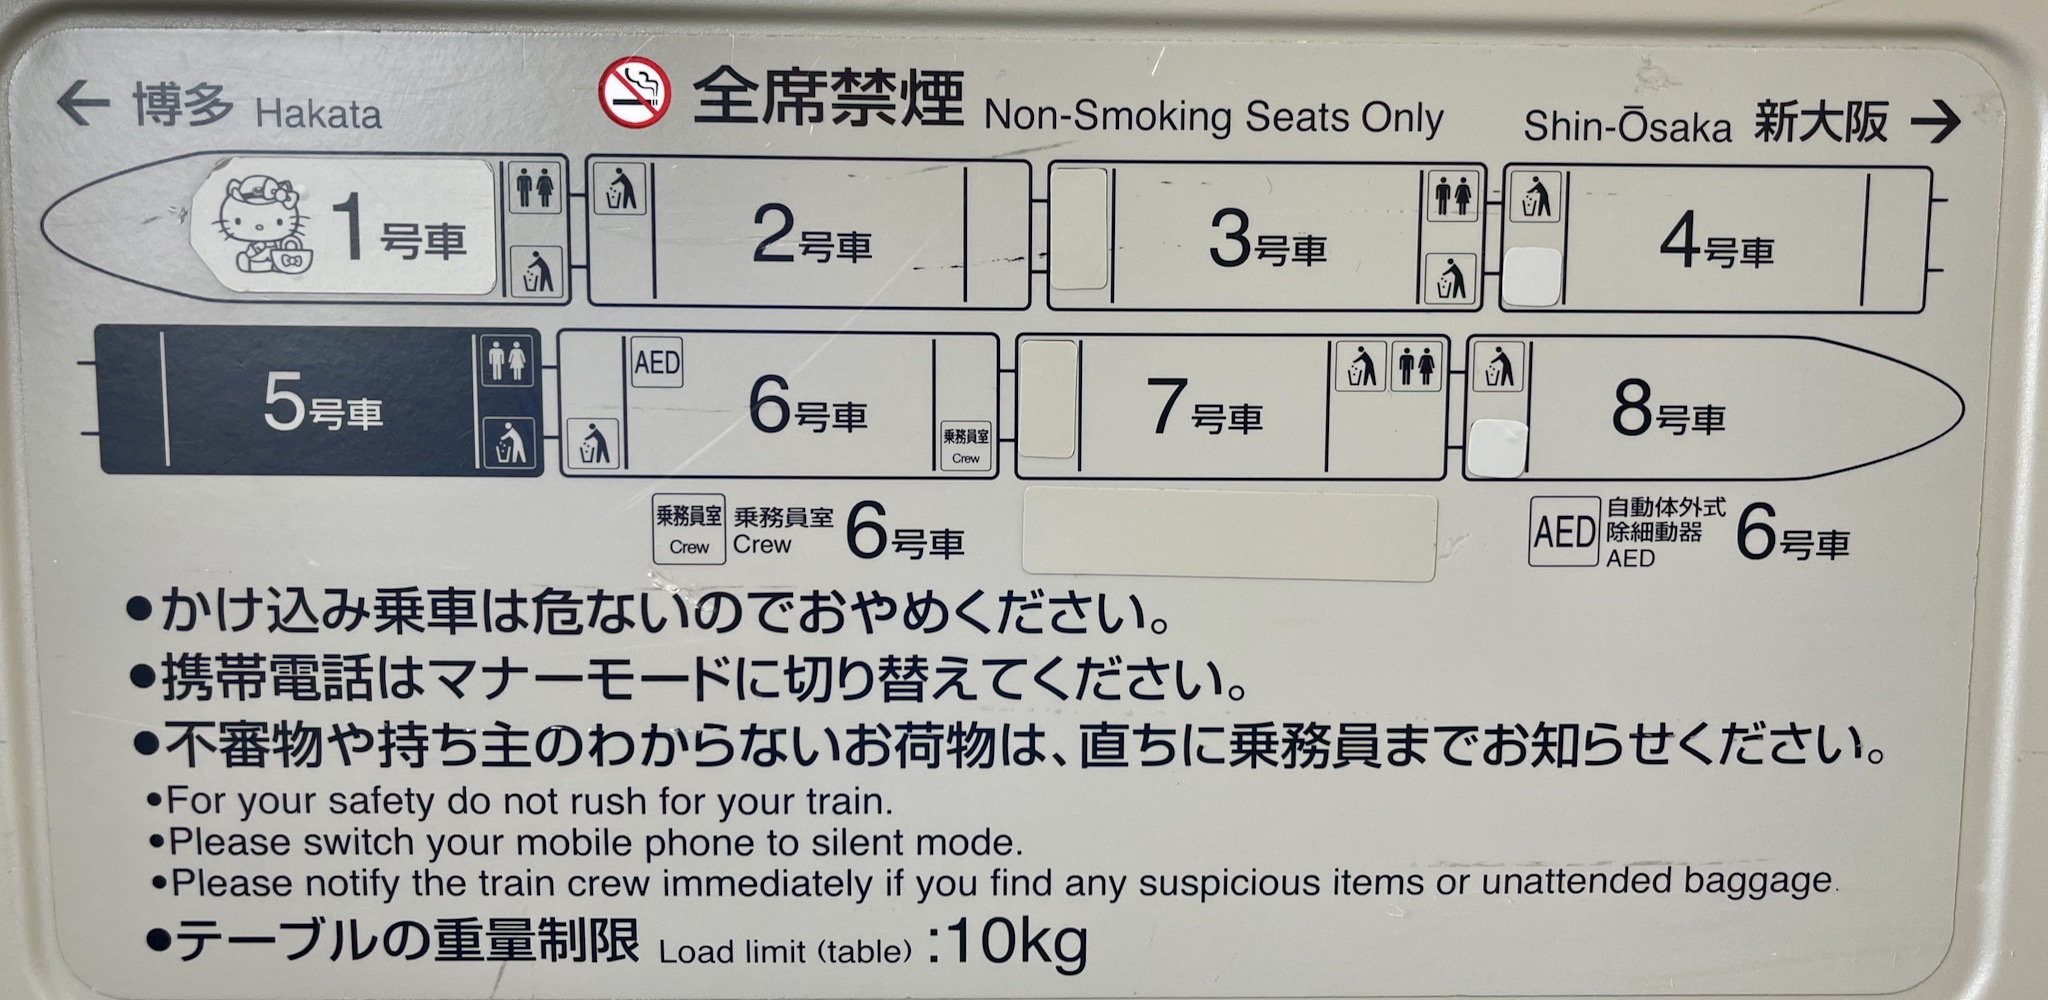 ← 博多 Hakata 全席禁煙 Non-Smoking Seats Only Shin-Ōsaka 新大阪 →
1号車 2号車 3号車 4号車
5号車 AED 6号車 乗務員室 Crew 7号車 8号車
乗務員室 Crew 乗務員室 Crew 6号車
AED 自動体外式除細動器 AED 6号車
●かけ込み乗車は危ないのでおやめください。
●携帯電話はマナーモードに切り替えてください。
●不審物や持ち主のわからないお荷物は、直ちに乗務員までお知らせください。
●For your safety do not rush for your train.
●Please switch your mobile phone to silent mode.
●Please notify the train crew immediately if you find any suspicious items or unattended baggage.
●テーブルの重量制限 Load limit (table) :10kg